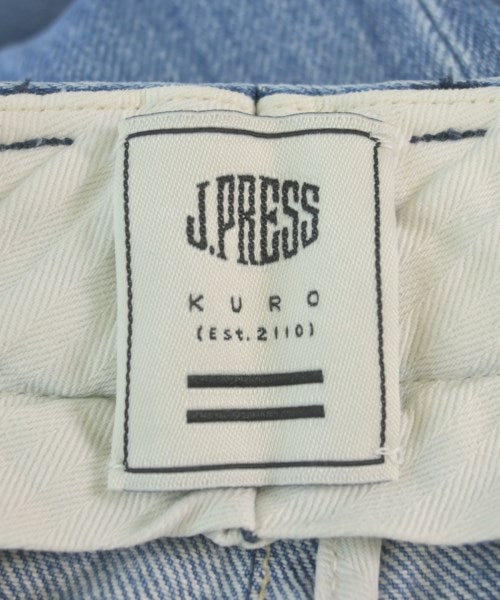 J.PRESS
KURO
(Est.2110)